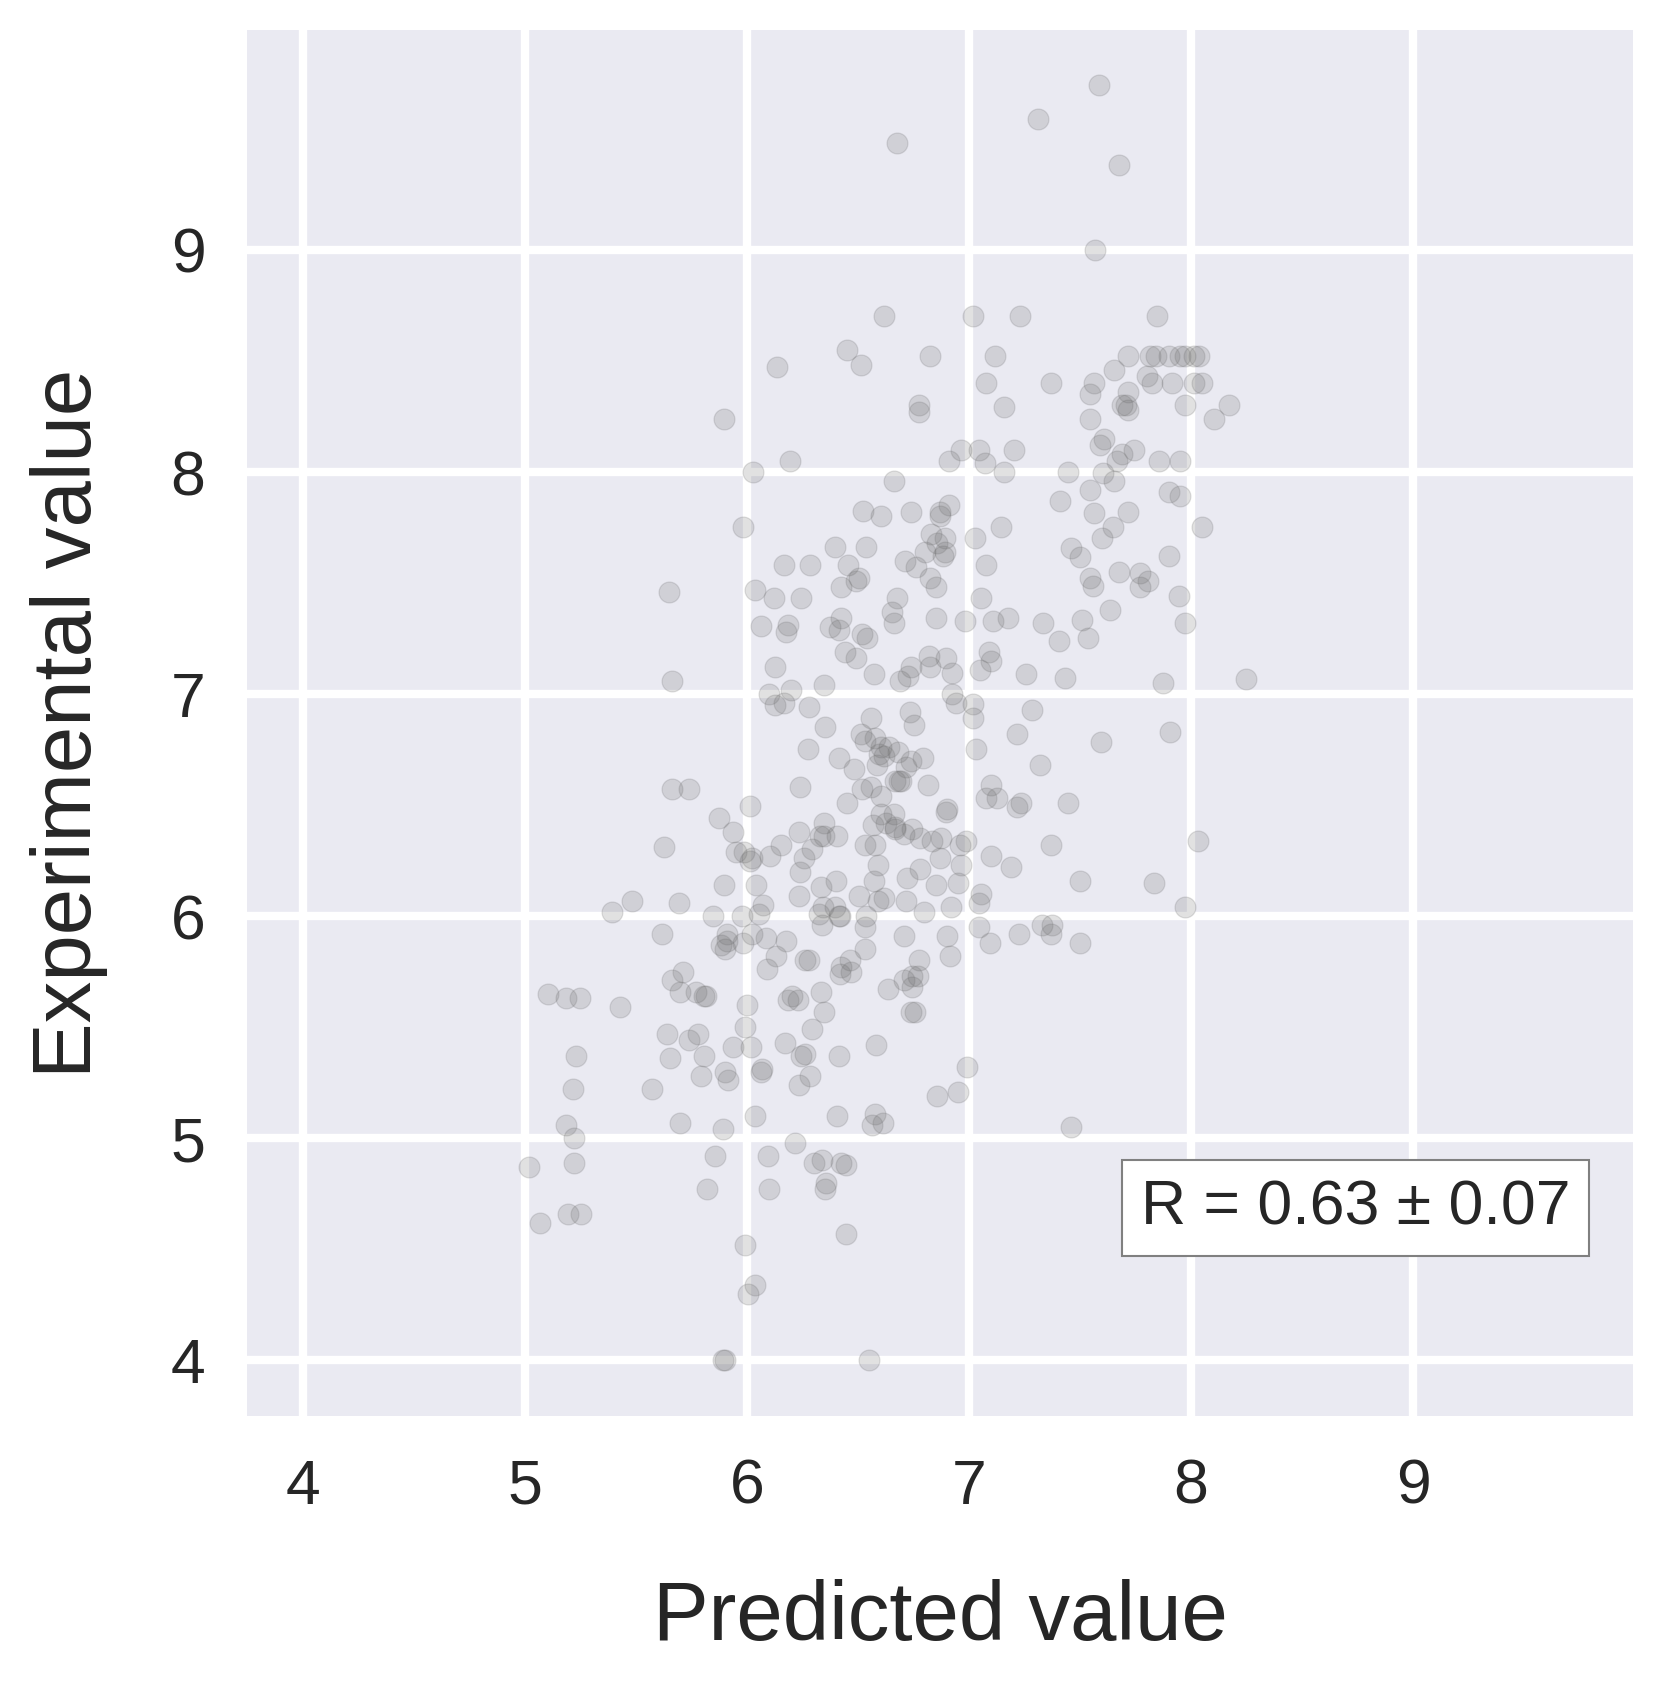 Experimental value
9
8
7
6
5
4
R = 0.63 ± 0.07
4 5 6 7 8 9
Predicted value